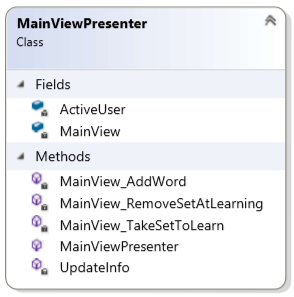 MainViewPresenter
Class
Fields
ActiveUser
MainView
Methods
MainView_AddWord
MainView_RemoveSetAtLearning
MainView_TakeSetToLearn
MainViewPresenter
UpdateInfo